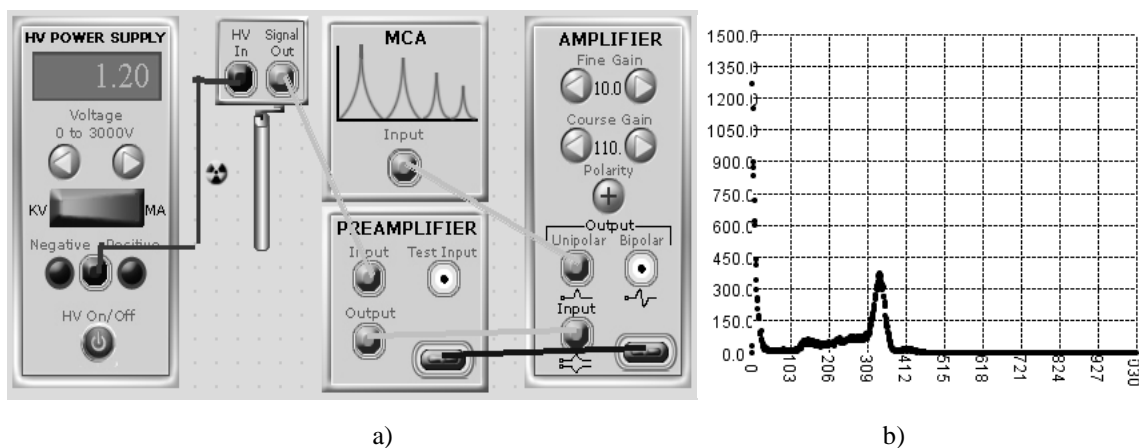 HV POWER SUPPLY
1.20
Voltage
0 to 3000V
KV MA
Negative Positive
HV On/Off
HV Signal
In Out
MCA
Input
PREAMPLIFIER
Input Test Input
Output
AMPLIFIER
Fine Gain
10.0
Course Gain
110.
Polarity
+
Output
Unipolar Bipolar
Input
1500.0
1350.0
1200.0
1050.0
900.0
750.0
600.0
450.0
300.0
150.0
0.0
0 103 206 309 412 515 618 721 824 927 030
a) b)